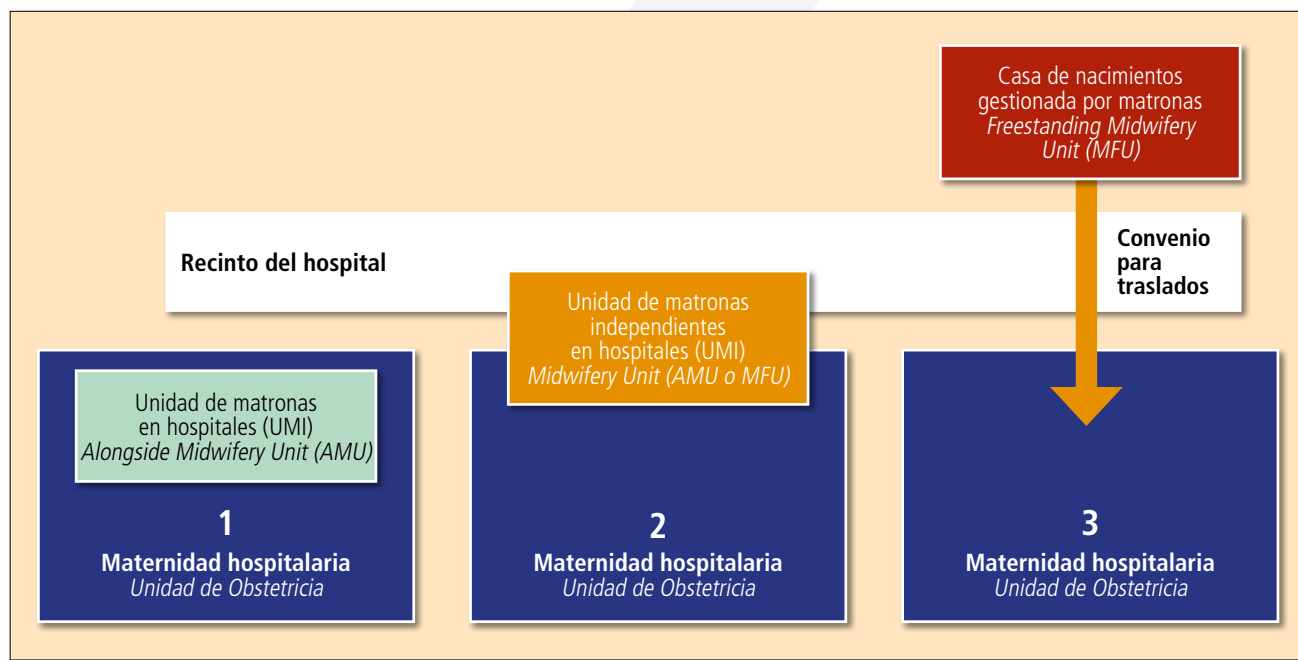 Casa de nacimientos
gestionada por matronas
Freestanding Midwifery
Unit (MFU)
Recinto del hospital
Convenio
para
traslados
Unidad de matronas
independientes
en hospitales (UMI)
Midwifery Unit (AMU o MFU)
Unidad de matronas
en hospitales (UMI)
Alongside Midwifery Unit (AMU)
1
Maternidad hospitalaria
Unidad de Obstetricia
2
Maternidad hospitalaria
Unidad de Obstetricia
3
Maternidad hospitalaria
Unidad de Obstetricia